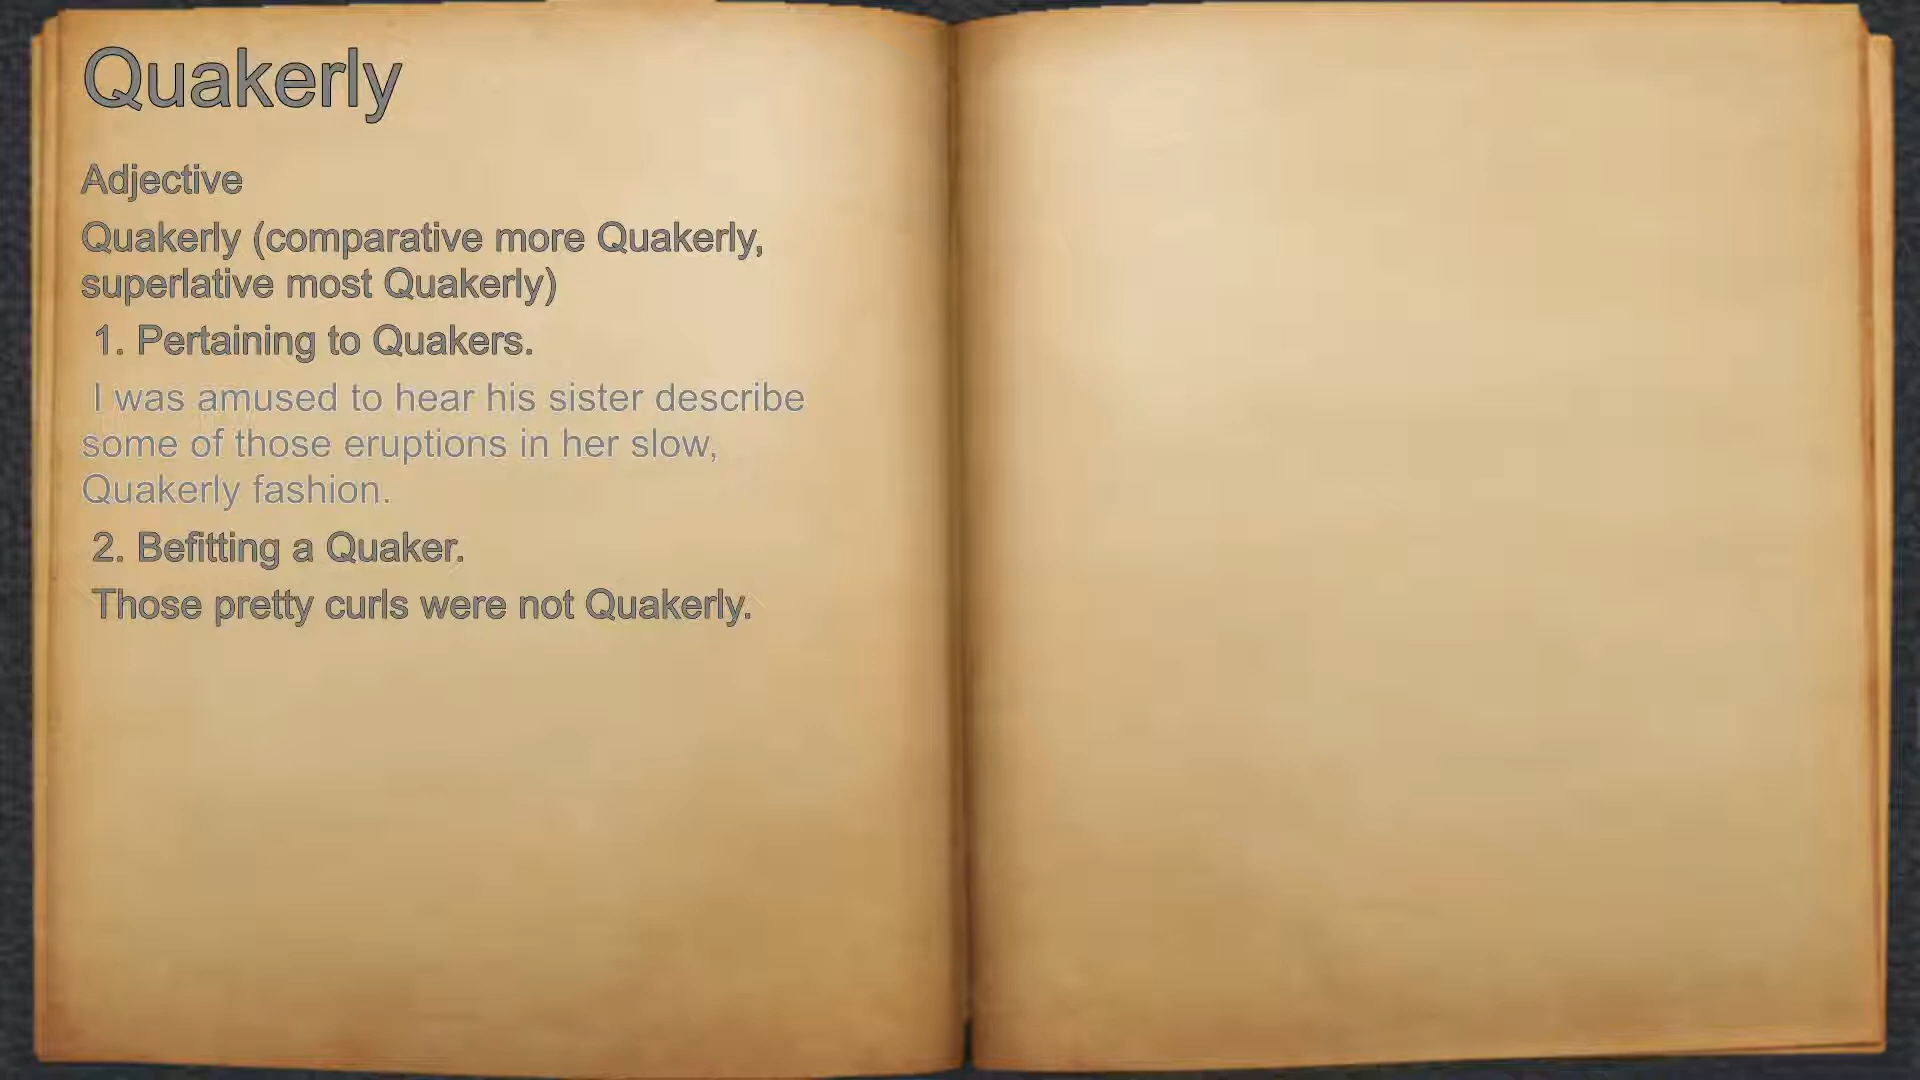 Quakerly
Adjective
Quakerly (comparative more Quakerly,
superlative most Quakerly)
1. Pertaining to Quakers.
I was amused to hear his sister describe
some of those eruptions in her slow,
Quakerly fashion.
2. Befitting a Quaker.
Those pretty curls were not Quakerly.